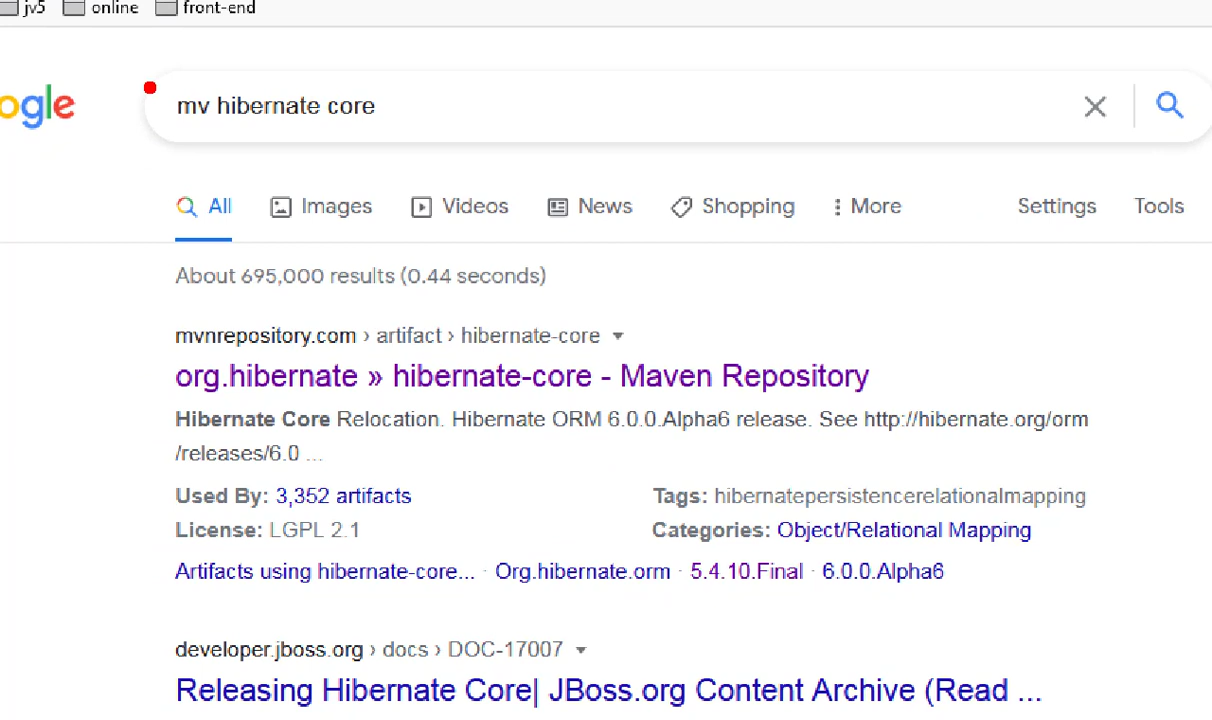 jv5 online front-end
ogle mv hibernate core
All Images Videos News Shopping More Settings Tools
About 695,000 results (0.44 seconds)
mvnrepository.com › artifact › hibernate-core
org.hibernate » hibernate-core - Maven Repository
Hibernate Core Relocation. Hibernate ORM 6.0.0.Alpha6 release. See http://hibernate.org/orm
/releases/6.0 ...
Used By: 3,352 artifacts Tags: hibernatepersistencerelationalmapping
License: LGPL 2.1 Categories: Object/Relational Mapping
Artifacts using hibernate-core... · Org.hibernate.orm · 5.4.10.Final · 6.0.0.Alpha6
developer.jboss.org › docs › DOC-17007
Releasing Hibernate Core| JBoss.org Content Archive (Read ...